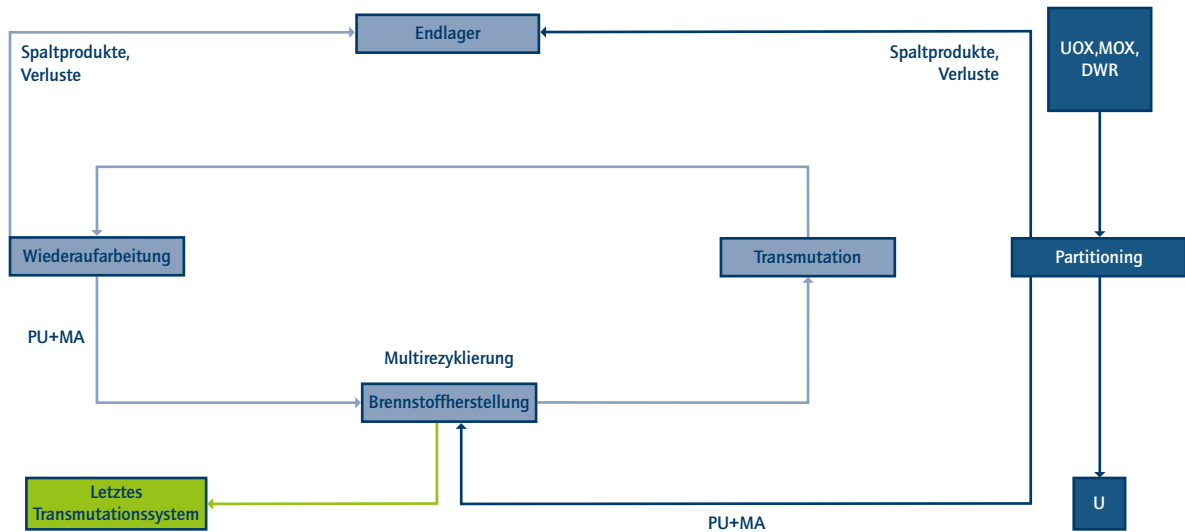 Endlager
Spaltprodukte,
Verluste
Spaltprodukte,
Verluste
UOX,MOX,
DWR
Wiederaufarbeitung
Transmutation
Partitioning
PU+MA
Multirezyklierung
Brennstoffherstellung
Letztes
Transmutationssystem
PU+MA
U